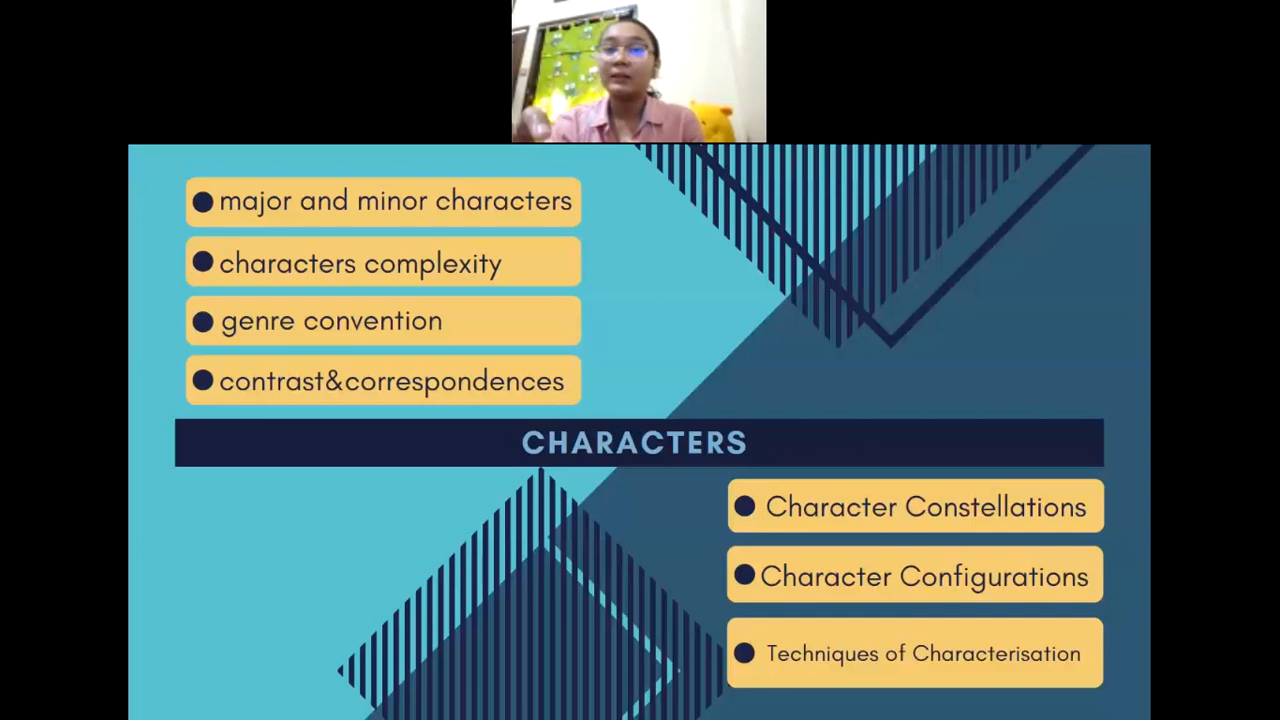 major and minor characters
characters complexity
genre convention
contrast&correspondences
CHARACTERS
Character Constellations
Character Configurations
Techniques of Characterisation